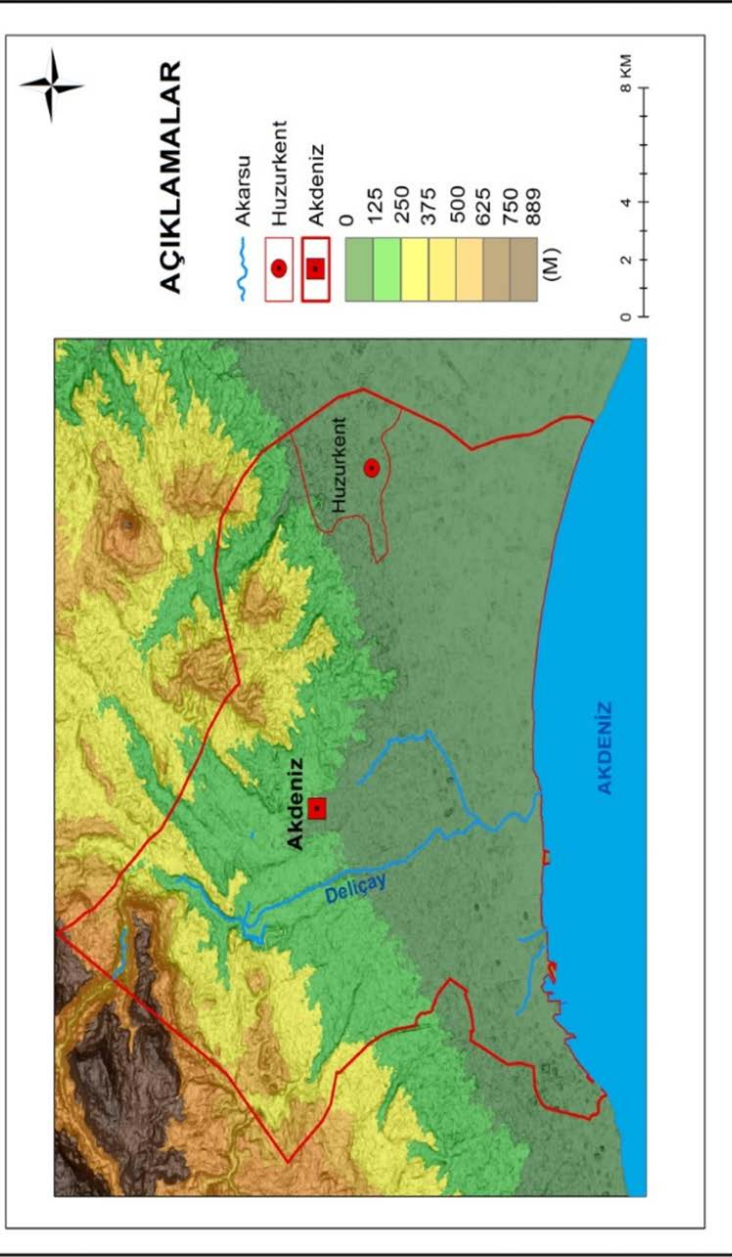 AÇIKLAMALAR
Akarsu
Huzurkent
Akdeniz
0
125
250
375
500
625
750
889
(M)
0 2 4 8 KM
Huzurkent
Akdeniz
Deliçay
AKDENİZ